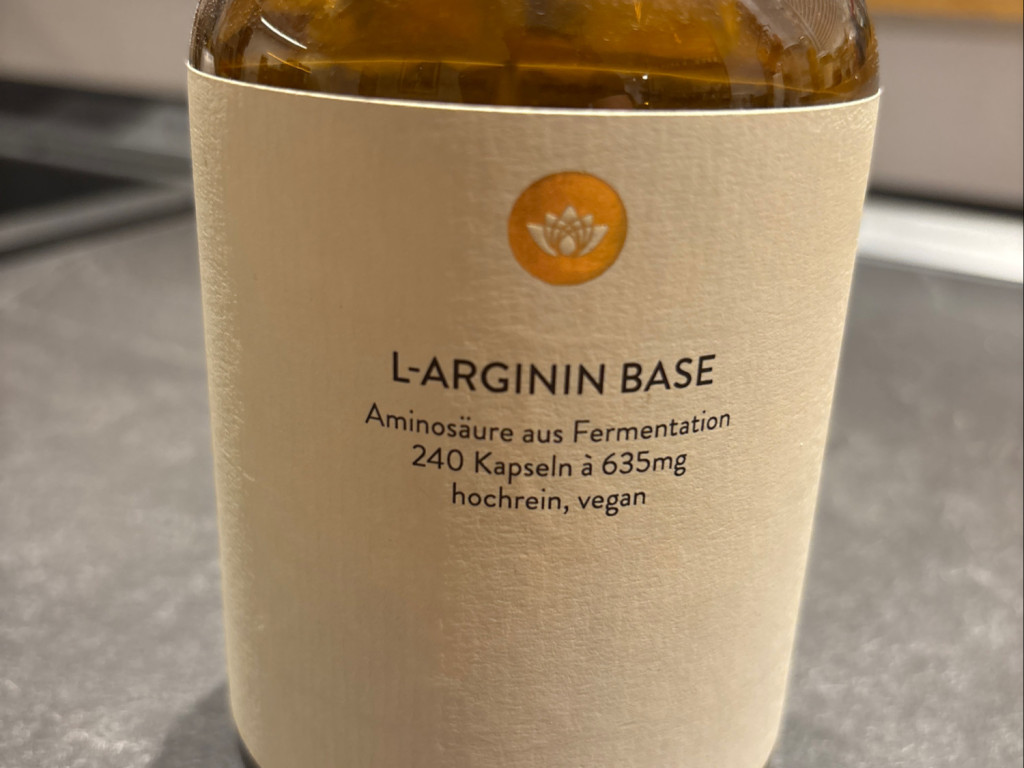 L-ARGININ BASE
Aminosäure aus Fermentation
240 Kapseln à 635mg
hochrein, vegan